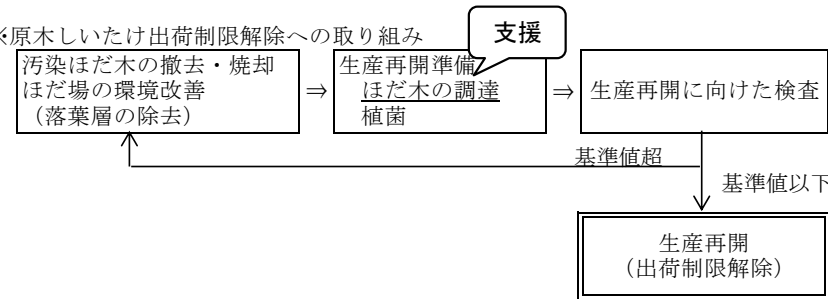 ※原木しいたけ出荷制限解除への取り組み
支援
汚染ほだ木の撤去・焼却
ほだ場の環境改善
（落葉層の除去）
⇒
生産再開準備
ほだ木の調達
植菌
⇒
生産再開に向けた検査
基準値超
基準値以下
生産再開
（出荷制限解除）